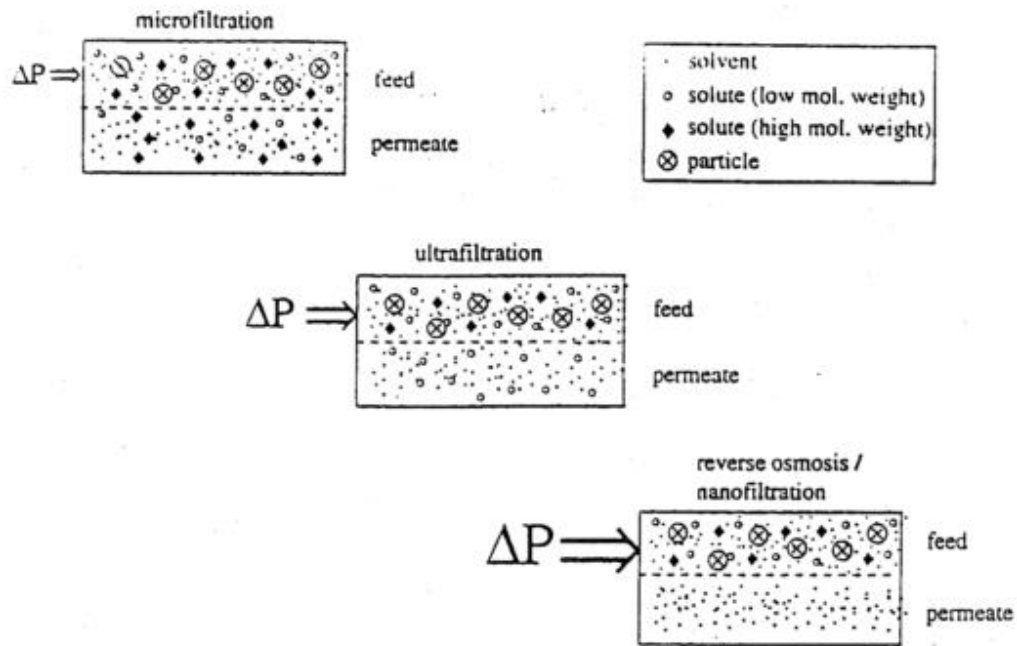 microfiltration
ΔP
feed
permeate
solvent
solute (low mol. weight)
solute (high mol. weight)
particle
ultrafiltration
ΔP
feed
permeate
reverse osmosis /
nanofiltration
ΔP
feed
permeate